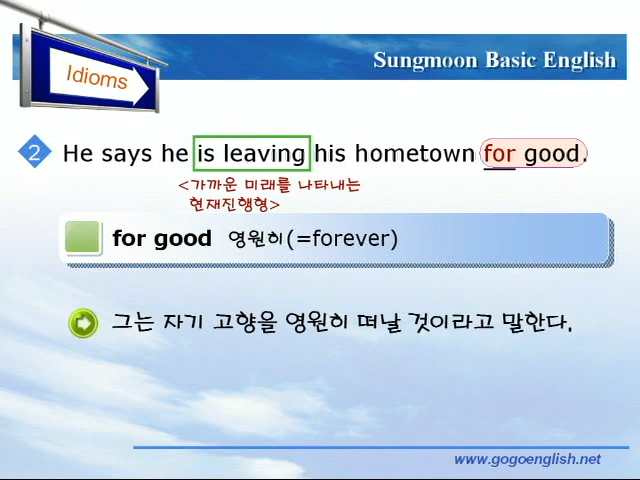 Sungmoon Basic English
Idioms
2 He says he is leaving his hometown for good.
<가까운 미래를 나타내는
현재진행형>
for good 영원히(=forever)
그는 자기 고향을 영원히 떠날 것이라고 말한다.
www.gogoenglish.net